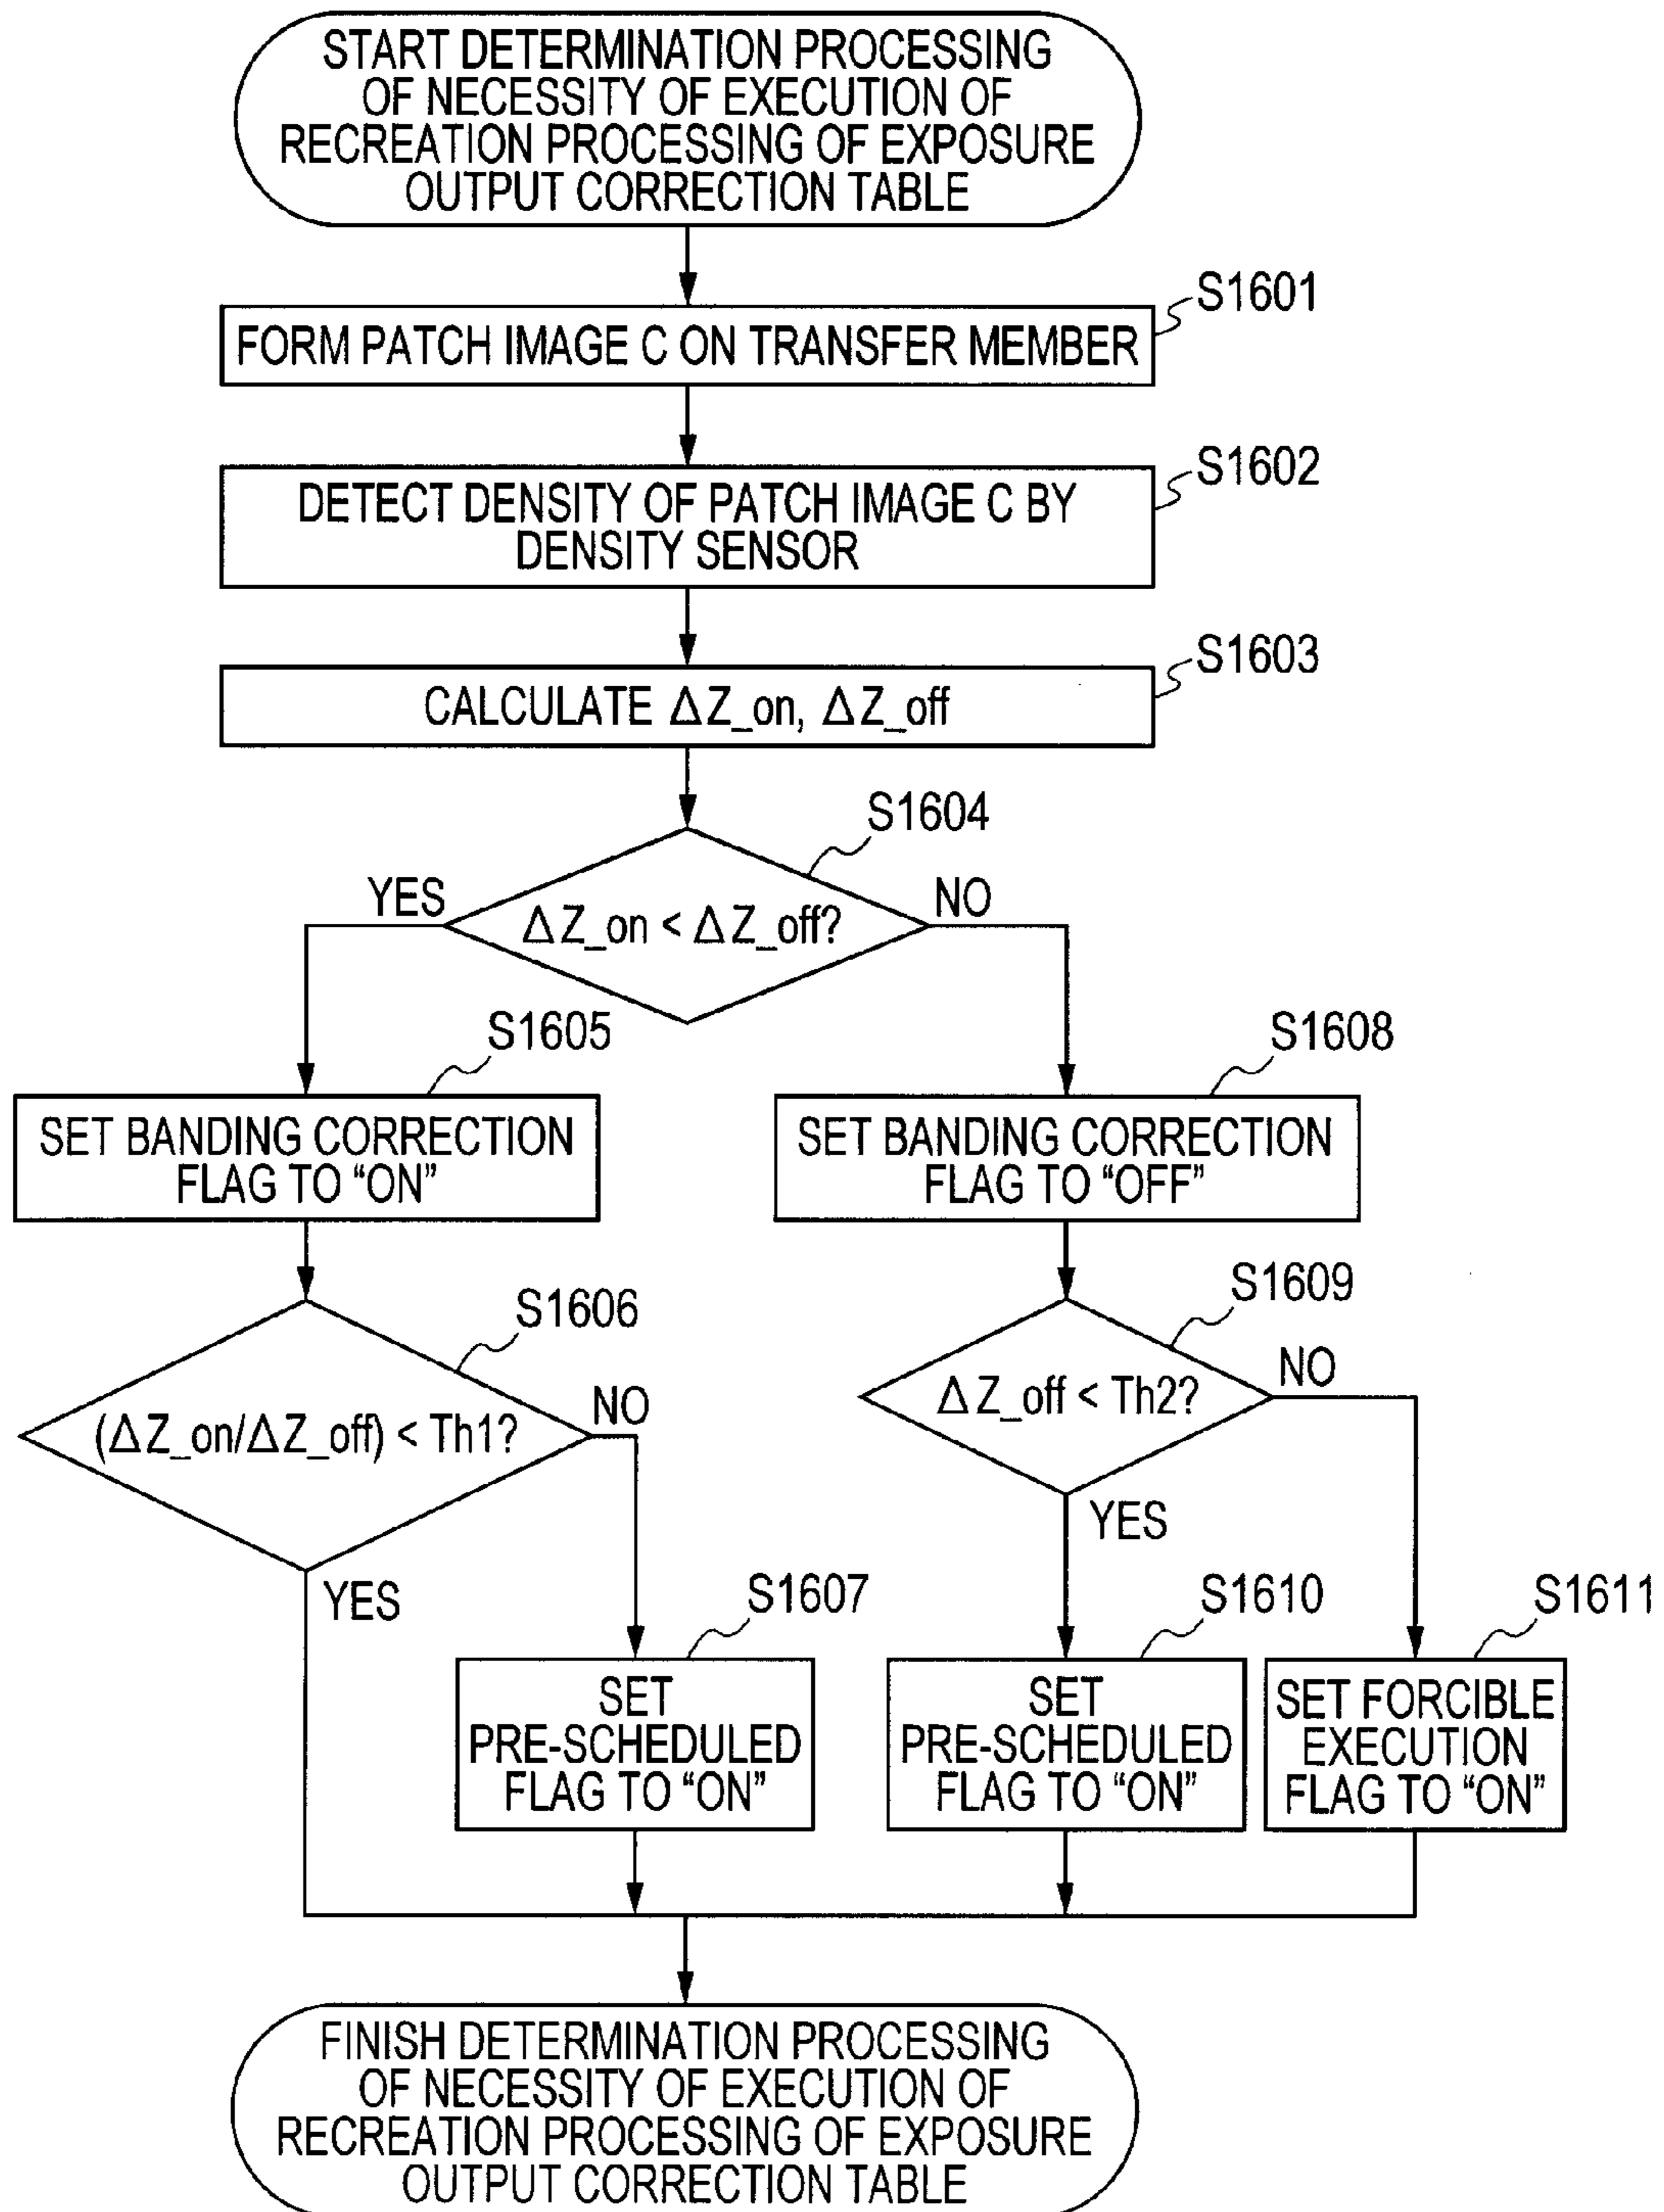 START DETERMINATION PROCESSING
OF NECESSITY OF EXECUTION OF
RECREATION PROCESSING OF EXPOSURE
OUTPUT CORRECTION TABLE
S1601
FORM PATCH IMAGE C ON TRANSFER MEMBER
S1602
DETECT DENSITY OF PATCH IMAGE C BY
DENSITY SENSOR
S1603
CALCULATE ΔZ_on, ΔZ_off
S1604
YES
NO
ΔZ_on < ΔZ_off?
S1605
S1608
SET BANDING CORRECTION
FLAG TO “ON”
SET BANDING CORRECTION
FLAG TO “OFF”
S1606
S1609
(ΔZ_on/ΔZ_off) < Th1?
NO
ΔZ_off < Th2?
NO
YES
YES
S1607
S1610
S1611
SET
PRE-SCHEDULED
FLAG TO “ON”
SET
PRE-SCHEDULED
FLAG TO “ON”
SET FORCIBLE
EXECUTION
FLAG TO “ON”
FINISH DETERMINATION PROCESSING
OF NECESSITY OF EXECUTION OF
RECREATION PROCESSING OF EXPOSURE
OUTPUT CORRECTION TABLE